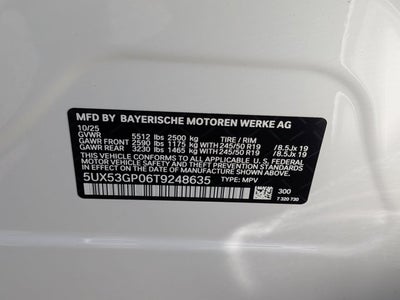 MFD BY BAYERISCHE MOTOREN WERKE AG
10/25
GVWR 5512 lbs 2500 kg TIRE / RIM
GAWR FRONT 2590 lbs 1175 kg WITH 245/50 R19 / 8.5Jx 19
GAWR REAR 3230 lbs 1465 kg WITH 245/50 R19 / 8.5Jx 19
THIS VEHICLE CONFORMS TO ALL APPLICABLE U.S. FEDERAL
MOTOR VEHICLE SAFETY AND THEFT PREVENTION STANDARDS
IN EFFECT ON THE DATE OF MANUFACTURE SHOWN ABOVE.
5UX53GP06T9248635 TYPE: MPV
300
7 320 730